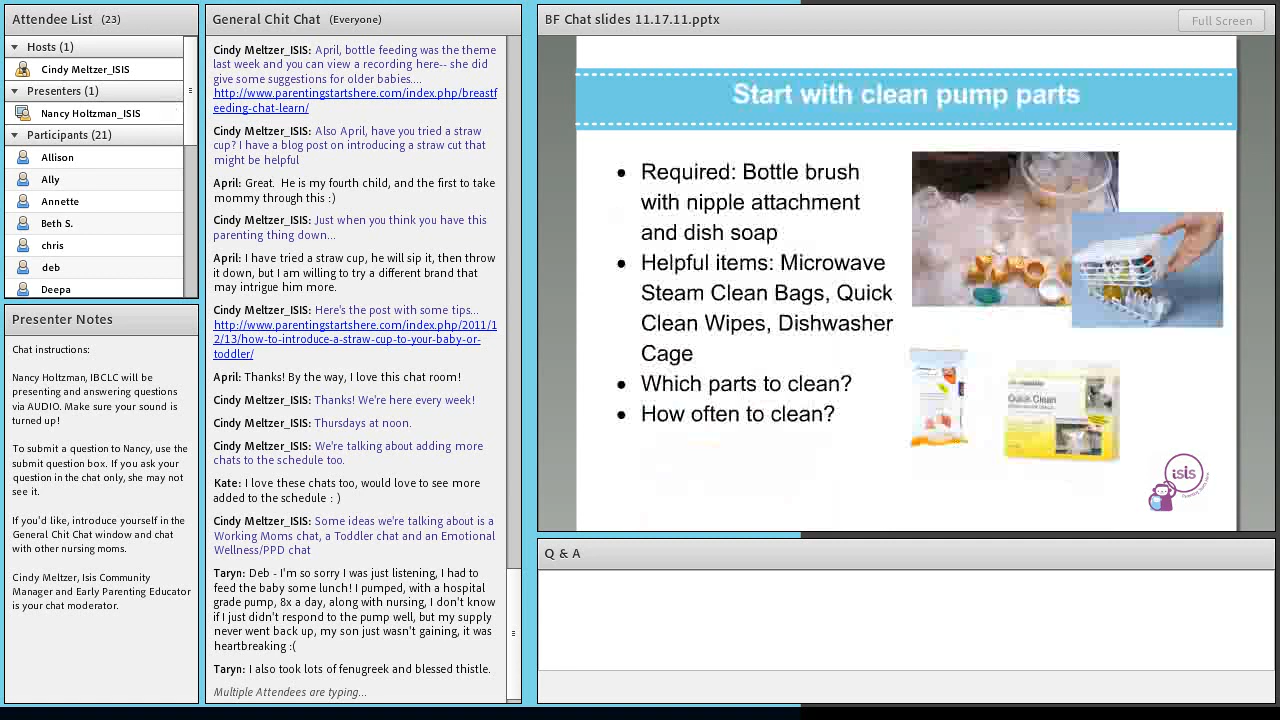 Attendee List (23)
Hosts (1)
Cindy Meltzer_ISIS
Presenters (1)
Nancy Holtzman_ISIS
Participants (21)
Allison
Ally
Annette
Beth S.
chris
deb
Deepa
Presenter Notes
Chat instructions:
Nancy Holtzman, IBCLC will be
presenting and answering questions
via AUDIO. Make sure your sound is
turned up!
To submit a question to Nancy, use the
submit question box. If you ask your
question in the chat only, she may not
see it.
If you'd like, introduce yourself in the
General Chit Chat window and chat
with other nursing moms.
Cindy Meltzer, Isis Community
Manager and Early Parenting Educator
is your chat moderator.
General Chit Chat (Everyone)
Cindy Meltzer_ISIS: April, bottle feeding was the theme
last week and you can view a recording here-- she did
give some suggestions for older babies....
http://www.parentingstartshere.com/index.php/breastf
eeding-chat-learn/
Cindy Meltzer_ISIS: Also April, have you tried a straw
cup? I have a blog post on introducing a straw cut that
might be helpful
April: Great. He is my fourth child, and the first to take
mommy through this :)
Cindy Meltzer_ISIS: Just when you think you have this
parenting thing down...
April: I have tried a straw cup, he will sip it, then throw
it down, but I am willing to try a different brand that
may intrigue him more.
Cindy Meltzer_ISIS: Here's the post with some tips...
http://www.parentingstartshere.com/index.php/2011/1
2/13/how-to-introduce-a-straw-cup-to-your-baby-or-
toddler/
April: Thanks! By the way, I love this chat room!
Cindy Meltzer_ISIS: Thanks! We're here every week!
Cindy Meltzer_ISIS: Thursdays at noon.
Cindy Meltzer_ISIS: We're talking about adding more
chats to the schedule too.
Kate: I love these chats too, would love to see more
added to the schedule : )
Cindy Meltzer_ISIS: Some ideas we're talking about is a
Working Moms chat, a Toddler chat and an Emotional
Wellness/PPD chat
Taryn: Deb - I'm so sorry I was just listening, I had to
feed the baby some lunch! I pumped, with a hospital
grade pump, 8x a day, along with nursing, I don't know
if I just didn't respond to the pump well, but my supply
never went back up, my son just wasn't gaining, it was
heartbreaking :(
Taryn: I also took lots of fenugreek and blessed thistle.
Multiple Attendees are typing...
BF Chat slides 11.17.11.pptx
Full Screen
Start with clean pump parts
• Required: Bottle brush
with nipple attachment
and dish soap
• Helpful items: Microwave
Steam Clean Bags, Quick
Clean Wipes, Dishwasher
Cage
• Which parts to clean?
• How often to clean?
Quick Clean
isis
Q & A